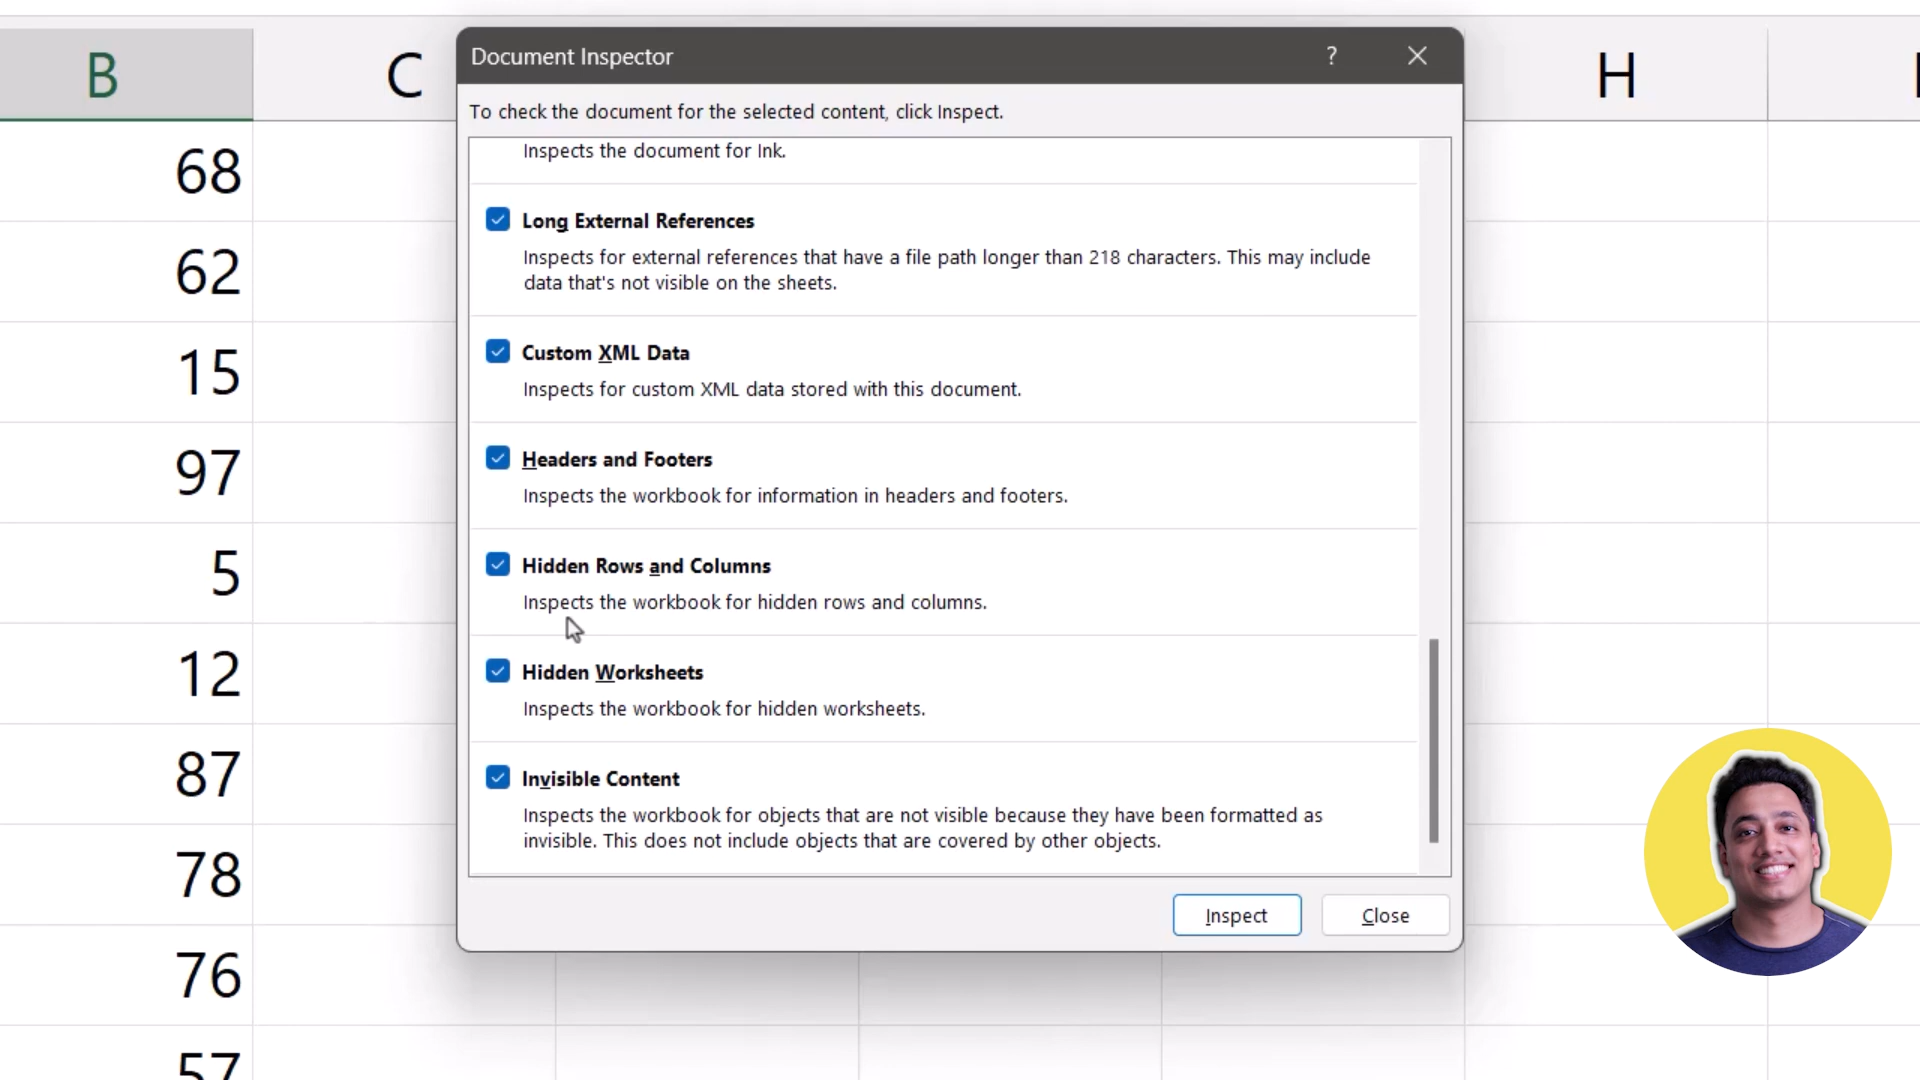 B
C
H
68
62
15
97
5
12
87
78
76
57
Document Inspector
?
To check the document for the selected content, click Inspect.
Inspects the document for Ink.
Long External References
Inspects for external references that have a file path longer than 218 characters. This may include
data that's not visible on the sheets.
Custom XML Data
Inspects for custom XML data stored with this document.
Headers and Footers
Inspects the workbook for information in headers and footers.
Hidden Rows and Columns
Inspects the workbook for hidden rows and columns.
Hidden Worksheets
Inspects the workbook for hidden worksheets.
Invisible Content
Inspects the workbook for objects that are not visible because they have been formatted as
invisible. This does not include objects that are covered by other objects.
Inspect
Close